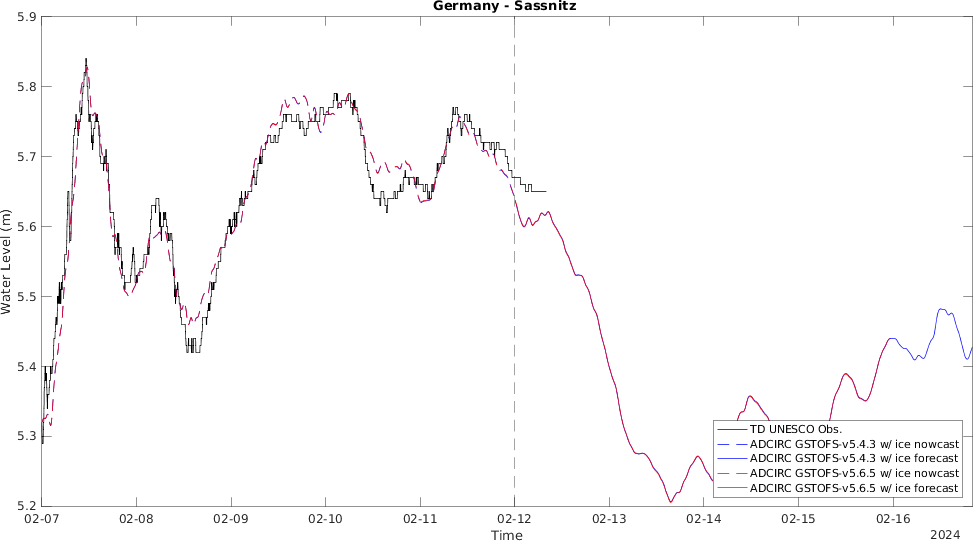 Germany - Sassnitz
5.9
5.8
5.7
5.6
5.5
5.4
5.3
5.2
Water Level (m)
02-07
02-08
02-09
02-10
02-11
02-12
02-13
02-14
02-15
02-16
Time
2024
TD UNESCO Obs.
ADCIRC GSTOFS-v5.4.3 w/ ice nowcast
ADCIRC GSTOFS-v5.4.3 w/ ice forecast
ADCIRC GSTOFS-v5.6.5 w/ ice nowcast
ADCIRC GSTOFS-v5.6.5 w/ ice forecast